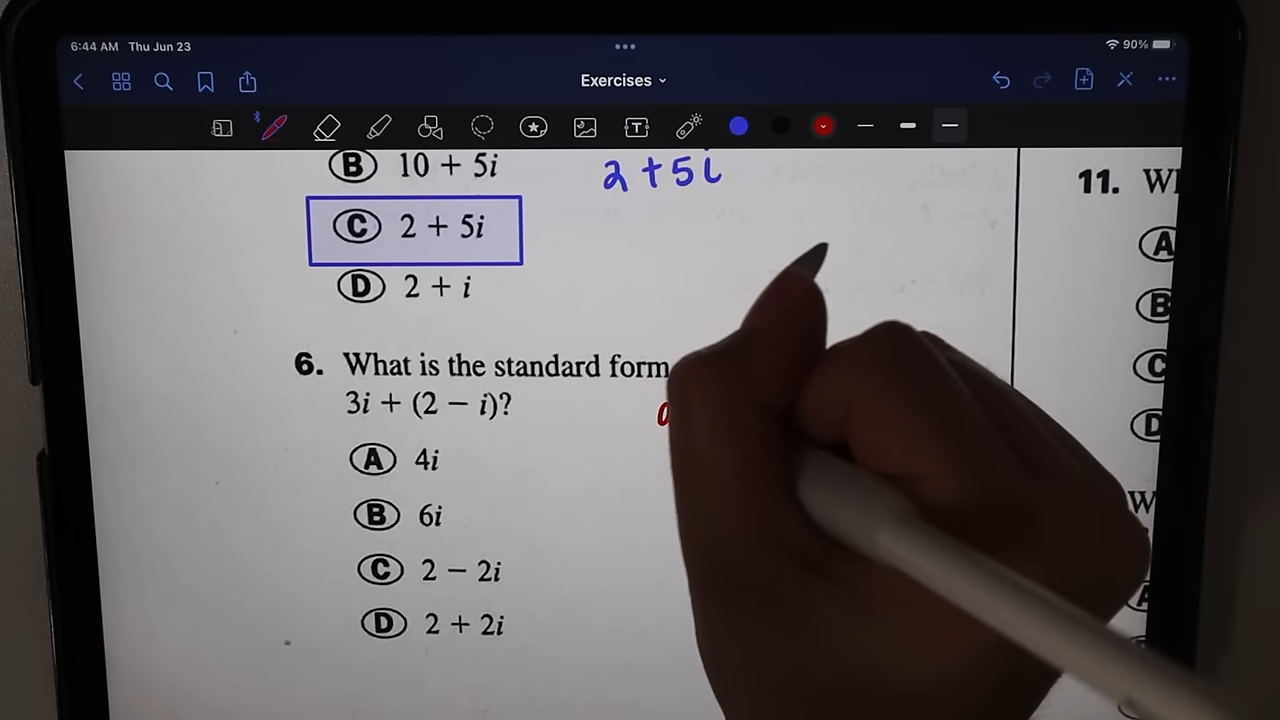 6:44 AM Thu Jun 23
90%
Exercises
T
B 10 + 5i
2 + 5i
C 2 + 5i
D 2 + i
6. What is the standard form
3i + (2 − i)?
A 4i
B 6i
C 2 − 2i
D 2 + 2i
11.
A
B
C
D